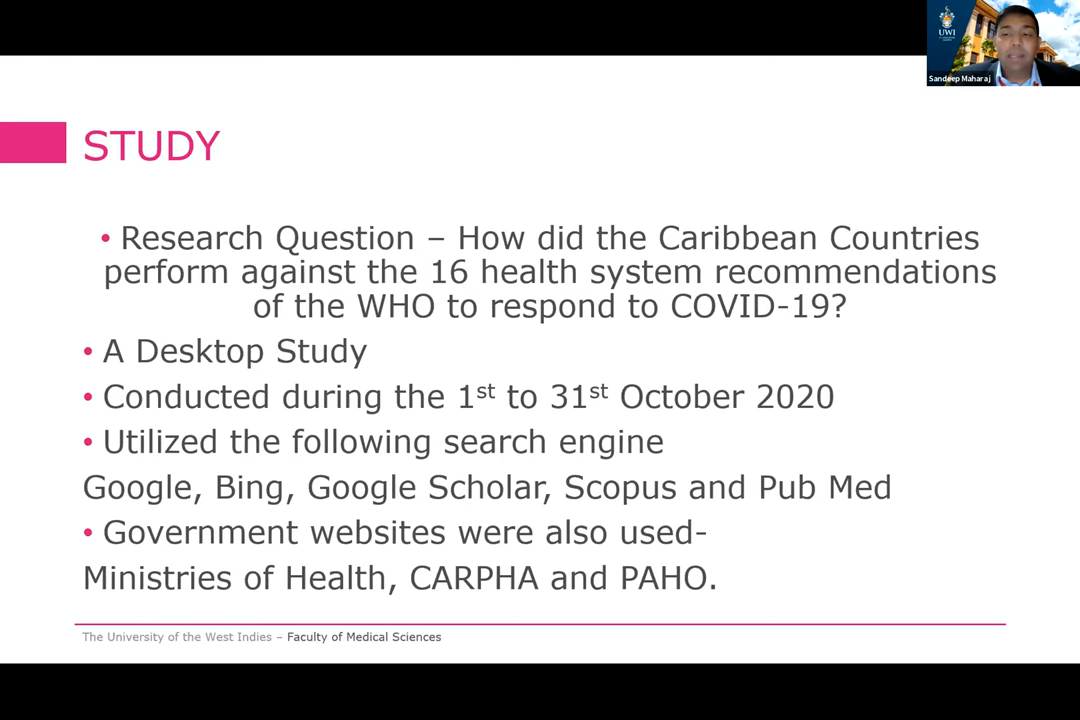 UWI
Sandeep Maharaj
STUDY
• Research Question – How did the Caribbean Countries
perform against the 16 health system recommendations
of the WHO to respond to COVID-19?
• A Desktop Study
• Conducted during the 1st to 31st October 2020
• Utilized the following search engine
Google, Bing, Google Scholar, Scopus and Pub Med
• Government websites were also used-
Ministries of Health, CARPHA and PAHO.
The University of the West Indies – Faculty of Medical Sciences